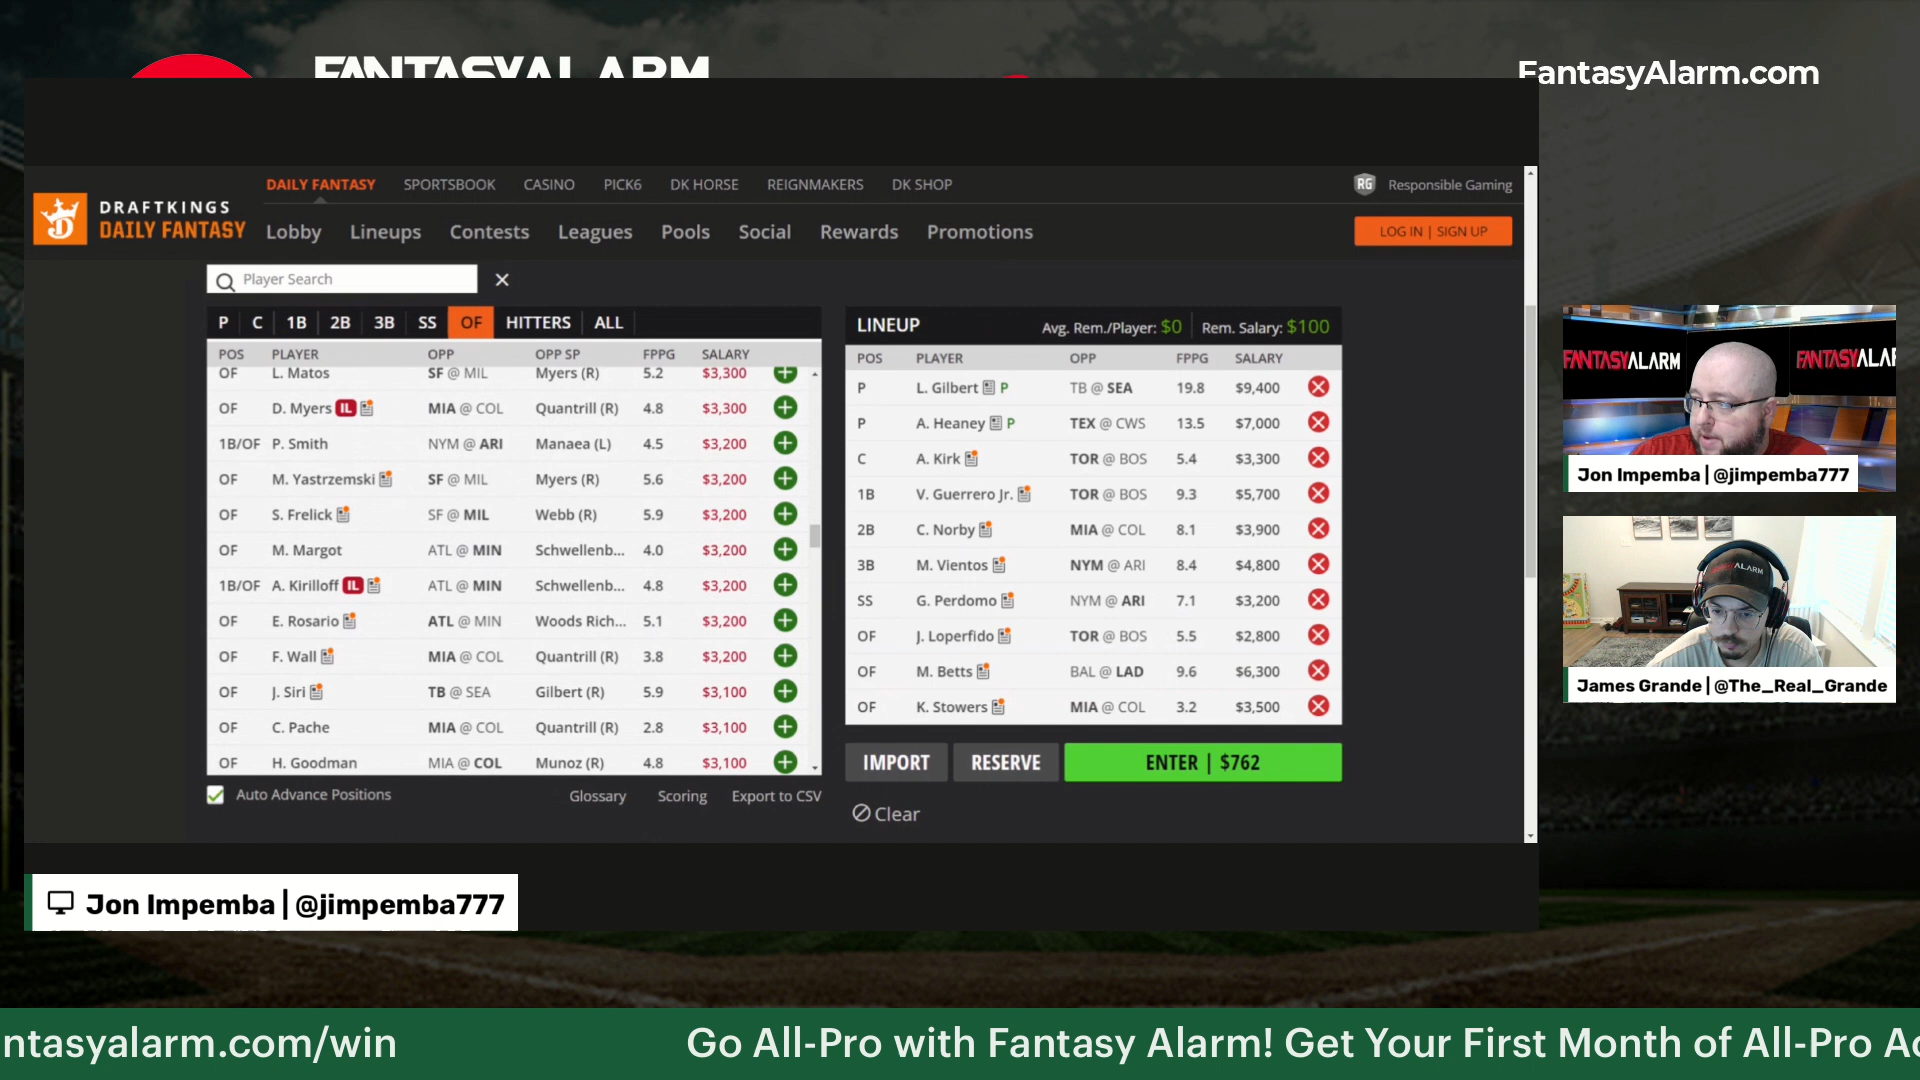 FANTASYALARM
FantasyAlarm.com
DAILY FANTASY SPORTSBOOK CASINO PICK6 DK HORSE REIGNMAKERS DK SHOP
RG Responsible Gaming
DRAFTKINGS
DAILY FANTASY
Lobby Lineups Contests Leagues Pools Social Rewards Promotions
LOG IN | SIGN UP
Player Search
P C 1B 2B 3B SS OF HITTERS ALL
POS PLAYER OPP OPP SP FPPG SALARY
OF L. Matos SF @ MIL Myers (R) 5.2 $3,300
OF D. Myers IL MIA @ COL Quantrill (R) 4.8 $3,300
1B/OF P. Smith NYM @ ARI Manaea (L) 4.5 $3,200
OF M. Yastrzemski SF @ MIL Myers (R) 5.6 $3,200
OF S. Frelick SF @ MIL Webb (R) 5.9 $3,200
OF M. Margot ATL @ MIN Schwellenb... 4.0 $3,200
1B/OF A. Kirilloff IL ATL @ MIN Schwellenb... 4.8 $3,200
OF E. Rosario ATL @ MIN Woods Rich... 5.1 $3,200
OF F. Wall MIA @ COL Quantrill (R) 3.8 $3,200
OF J. Siri TB @ SEA Gilbert (R) 5.9 $3,100
OF C. Pache MIA @ COL Quantrill (R) 2.8 $3,100
OF H. Goodman MIA @ COL Munoz (R) 4.8 $3,100
Auto Advance Positions
Glossary Scoring Export to CSV
LINEUP Avg. Rem./Player: $0 Rem. Salary: $100
POS PLAYER OPP FPPG SALARY
P L. Gilbert P TB @ SEA 19.8 $9,400
P A. Heaney P TEX @ CWS 13.5 $7,000
C A. Kirk TOR @ BOS 5.4 $3,300
1B V. Guerrero Jr. TOR @ BOS 9.3 $5,700
2B C. Norby MIA @ COL 8.1 $3,900
3B M. Vientos NYM @ ARI 8.4 $4,800
SS G. Perdomo NYM @ ARI 7.1 $3,200
OF J. Loperfido TOR @ BOS 5.5 $2,800
OF M. Betts BAL @ LAD 9.6 $6,300
OF K. Stowers MIA @ COL 3.2 $3,500
IMPORT RESERVE ENTER | $762
Clear
FANTASYALARM FANTASYALA
Jon Impemba | @jimpemba777
ALARM
James Grande | @The_Real_Grande
Jon Impemba | @jimpemba777
ntasyalarm.com/win Go All-Pro with Fantasy Alarm! Get Your First Month of All-Pro Ac